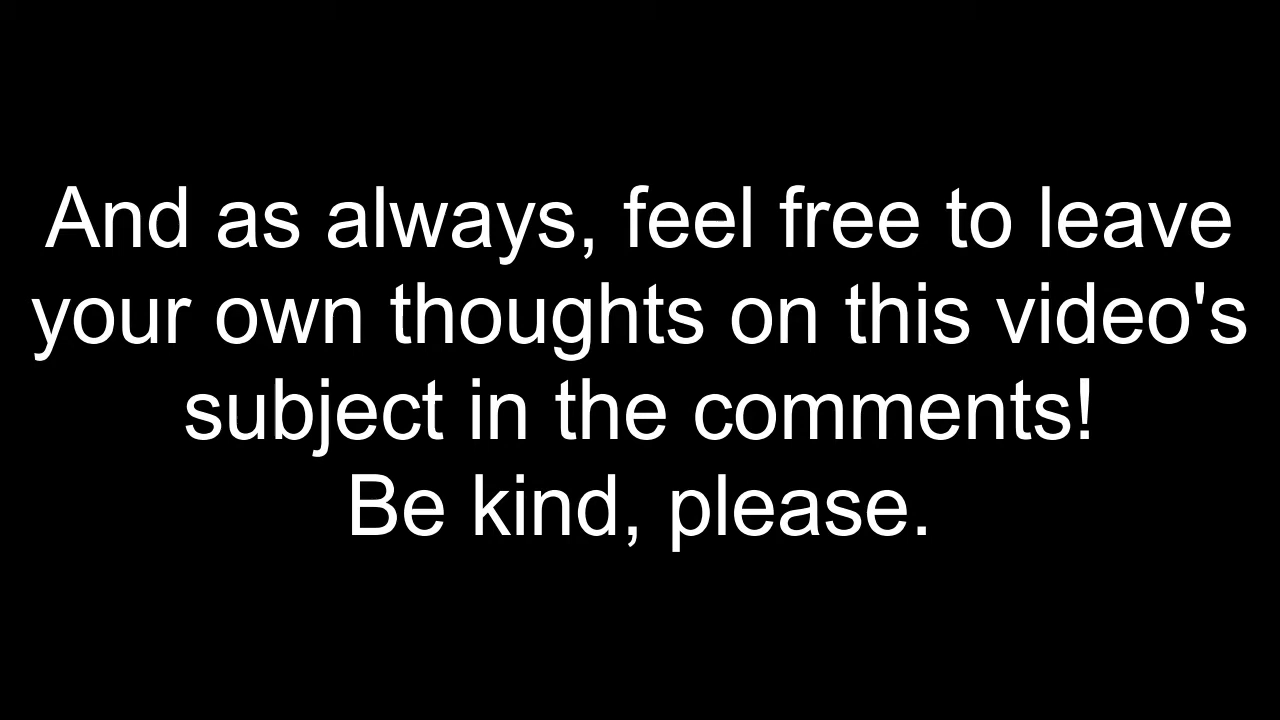 And as always, feel free to leave
your own thoughts on this video's
subject in the comments!
Be kind, please.